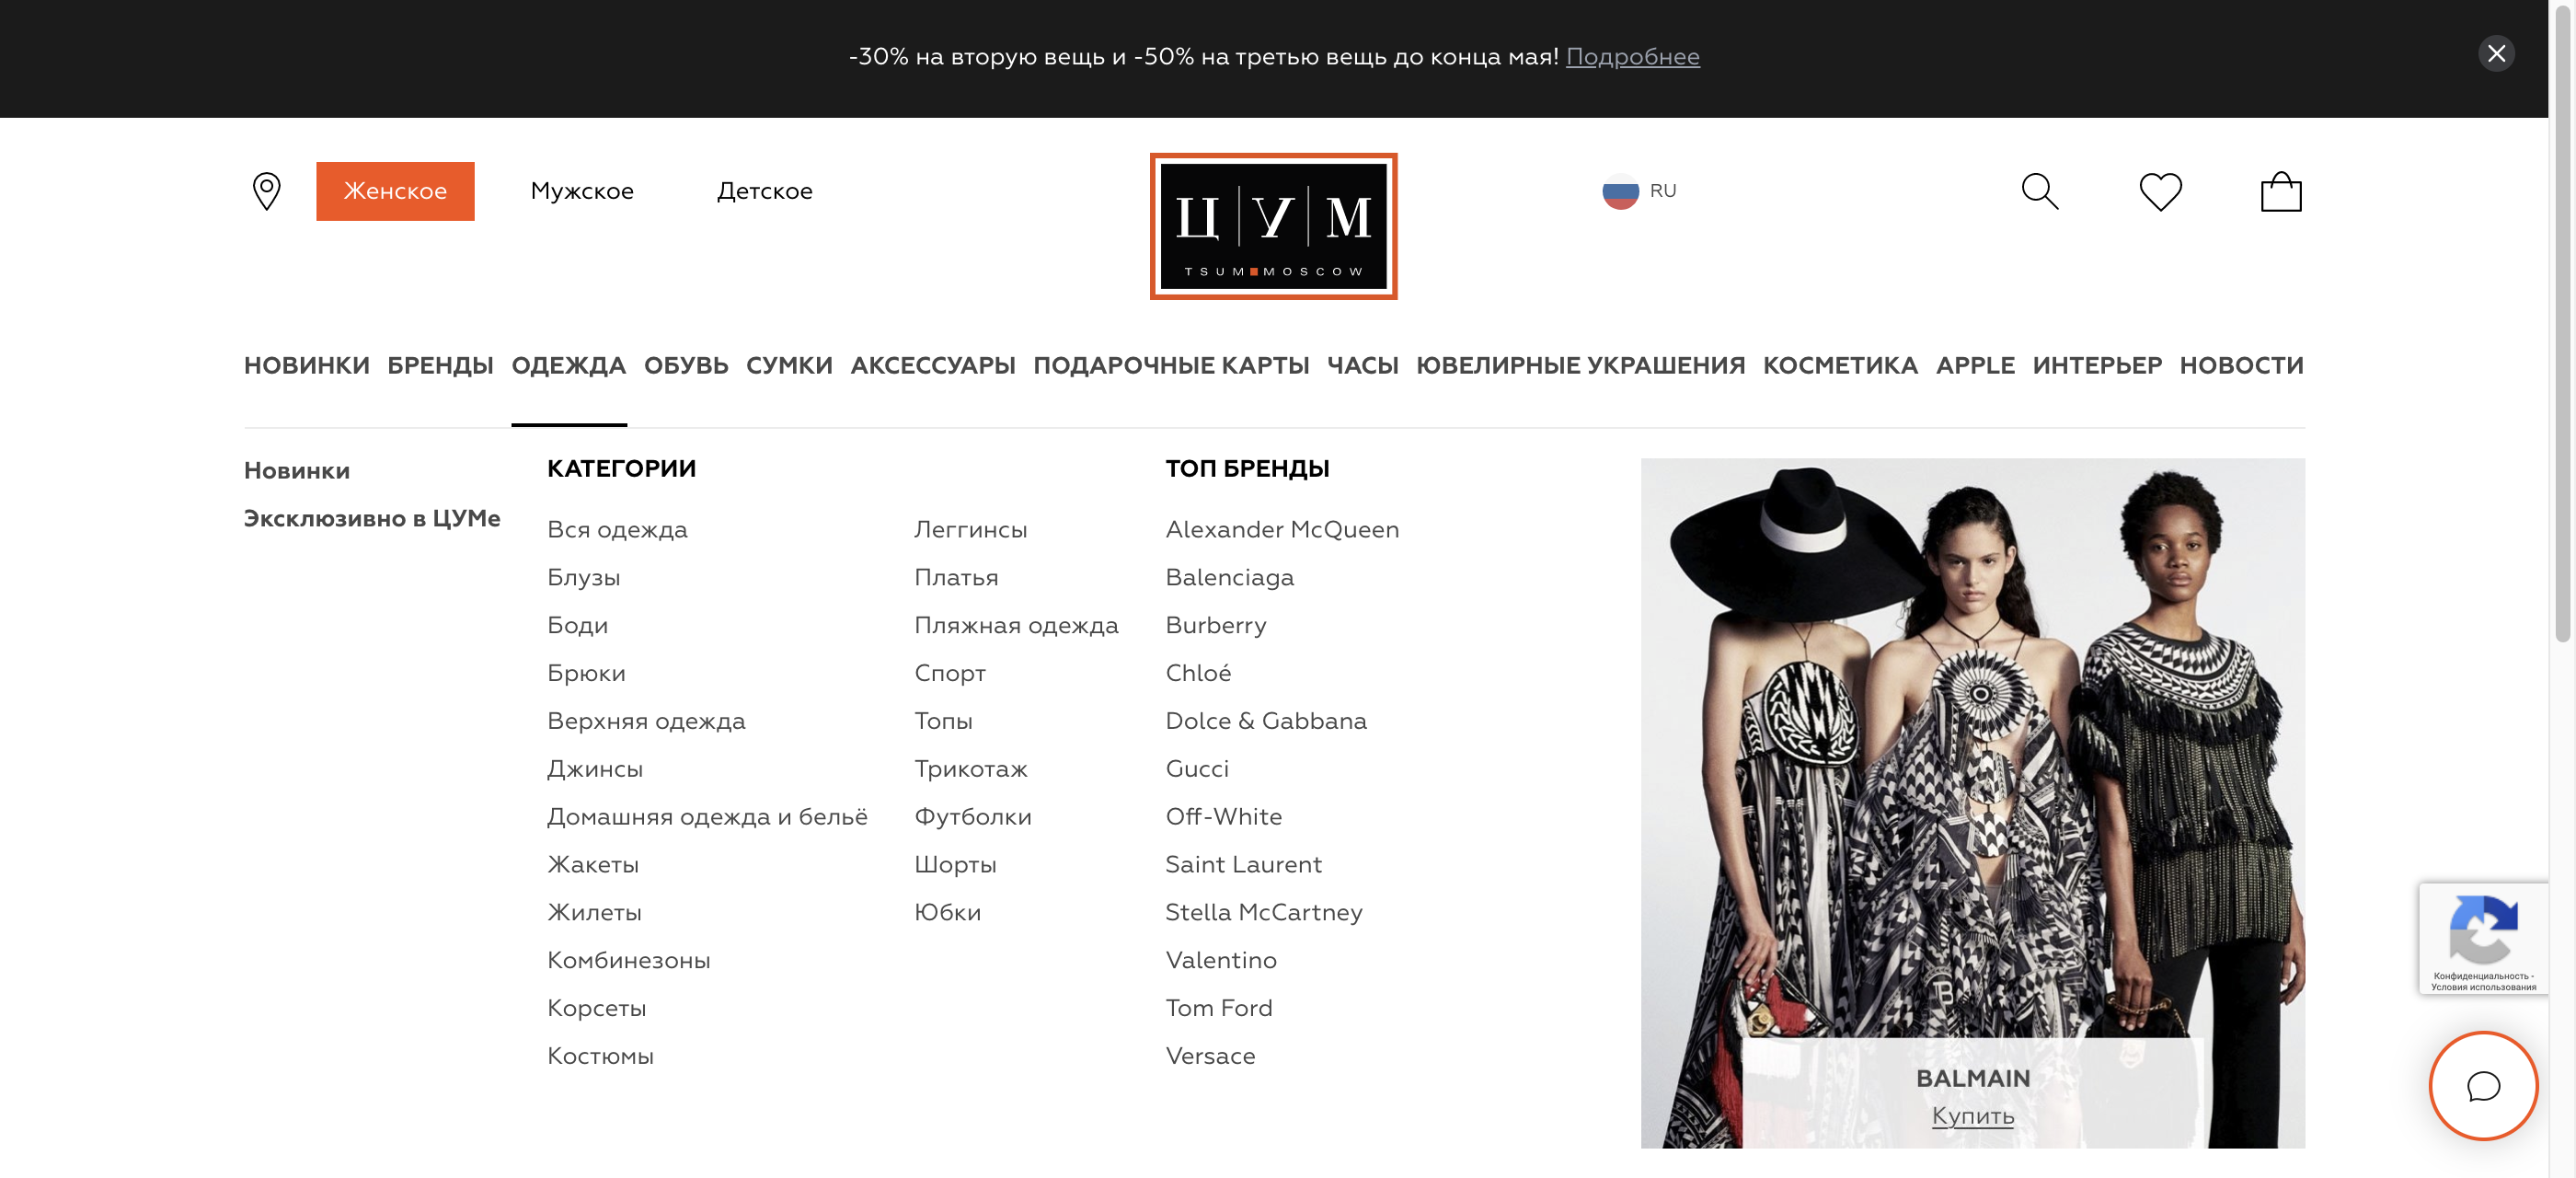 -30% на вторую вещь и -50% на третью вещь до конца мая! Подробнее
Женское
Мужское
Детское
ЦУМ
TSUM MOSCOW
RU
НОВИНКИ БРЕНДЫ ОДЕЖДА ОБУВЬ СУМКИ АКСЕССУАРЫ ПОДАРОЧНЫЕ КАРТЫ ЧАСЫ ЮВЕЛИРНЫЕ УКРАШЕНИЯ КОСМЕТИКА APPLE ИНТЕРЬЕР НОВОСТИ
Новинки
Эксклюзивно в ЦУМе
КАТЕГОРИИ
Вся одежда
Блузы
Боди
Брюки
Верхняя одежда
Джинсы
Домашняя одежда и бельё
Жакеты
Жилеты
Комбинезоны
Корсеты
Костюмы
Леггинсы
Платья
Пляжная одежда
Спорт
Топы
Трикотаж
Футболки
Шорты
Юбки
ТОП БРЕНДЫ
Alexander McQueen
Balenciaga
Burberry
Chloé
Dolce & Gabbana
Gucci
Off-White
Saint Laurent
Stella McCartney
Valentino
Tom Ford
Versace
BALMAIN
Купить
Конфиденциальность -
Условия использования